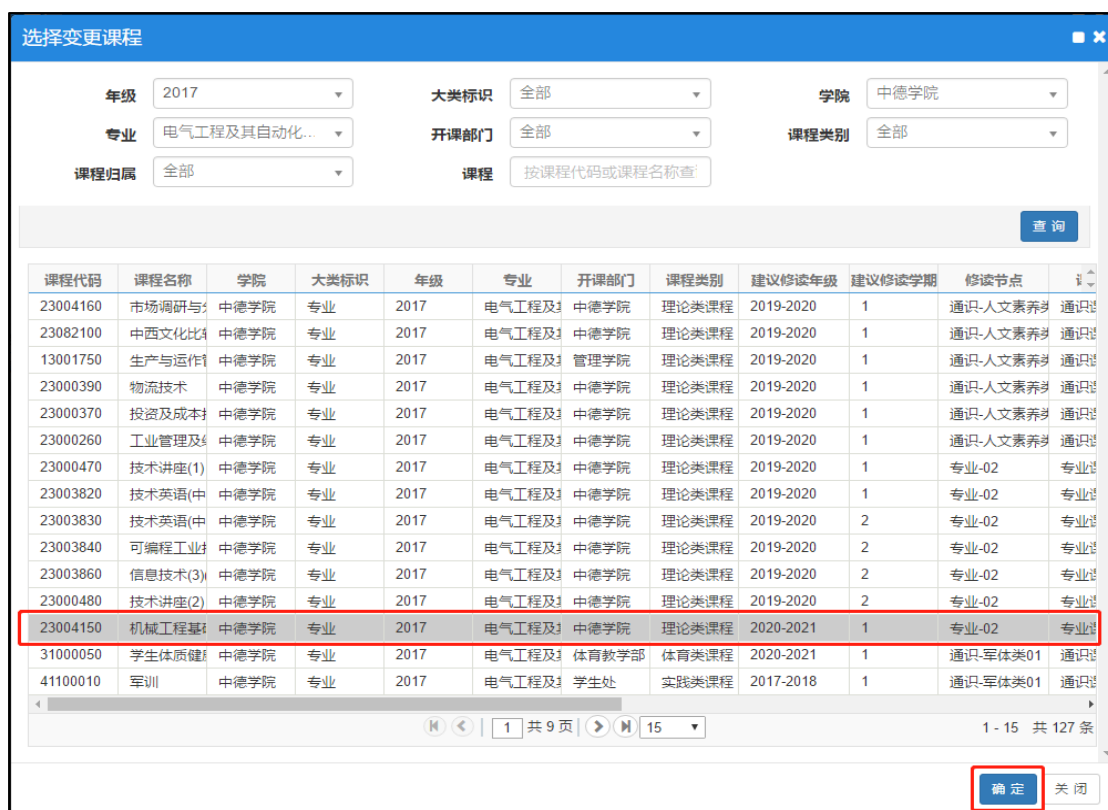 选择变更课程
年级 2017 大类标识 全部 学院 中德学院
专业 电气工程及其自动化... 开课部门 全部 课程类别 全部
课程归属 全部 课程 按课程代码或课程名称查
查 询
课程代码 课程名称 学院 大类标识 年级 专业 开课部门 课程类别 建议修读年级 建议修读学期 修读节点
23004160 市场调研与 中德学院 专业 2017 电气工程及 中德学院 理论类课程 2019-2020 1 通识-人文素养 通识
23082100 中西文化比 中德学院 专业 2017 电气工程及 中德学院 理论类课程 2019-2020 1 通识-人文素养 通识
13001750 生产与运作 中德学院 专业 2017 电气工程及 管理学院 理论类课程 2019-2020 1 通识-人文素养 通识
23000390 物流技术 中德学院 专业 2017 电气工程及 中德学院 理论类课程 2019-2020 1 通识-人文素养 通识
23000370 投资及成本 中德学院 专业 2017 电气工程及 中德学院 理论类课程 2019-2020 1 通识-人文素养 通识
23000260 工业管理及 中德学院 专业 2017 电气工程及 中德学院 理论类课程 2019-2020 1 通识-人文素养 通识
23000470 技术讲座(1) 中德学院 专业 2017 电气工程及 中德学院 理论类课程 2019-2020 1 专业-02 专业
23003820 技术英语(中 中德学院 专业 2017 电气工程及 中德学院 理论类课程 2019-2020 1 专业-02 专业
23003830 技术英语(中 中德学院 专业 2017 电气工程及 中德学院 理论类课程 2019-2020 2 专业-02 专业
23003840 可编程工业 中德学院 专业 2017 电气工程及 中德学院 理论类课程 2019-2020 2 专业-02 专业
23003860 信息技术(3) 中德学院 专业 2017 电气工程及 中德学院 理论类课程 2019-2020 2 专业-02 专业
23000480 技术讲座(2) 中德学院 专业 2017 电气工程及 中德学院 理论类课程 2019-2020 2 专业-02 专业
23004150 机械工程基 中德学院 专业 2017 电气工程及 中德学院 理论类课程 2020-2021 1 专业-02 专业
31000050 学生体质健 中德学院 专业 2017 电气工程及 体育教学部 体育类课程 2020-2021 1 通识-军体类01 通识
41100010 军训 中德学院 专业 2017 电气工程及 学生处 实践类课程 2017-2018 1 通识-军体类01 通识
1 共 9 页 15 1 - 15 共 127 条
确 定 关 闭